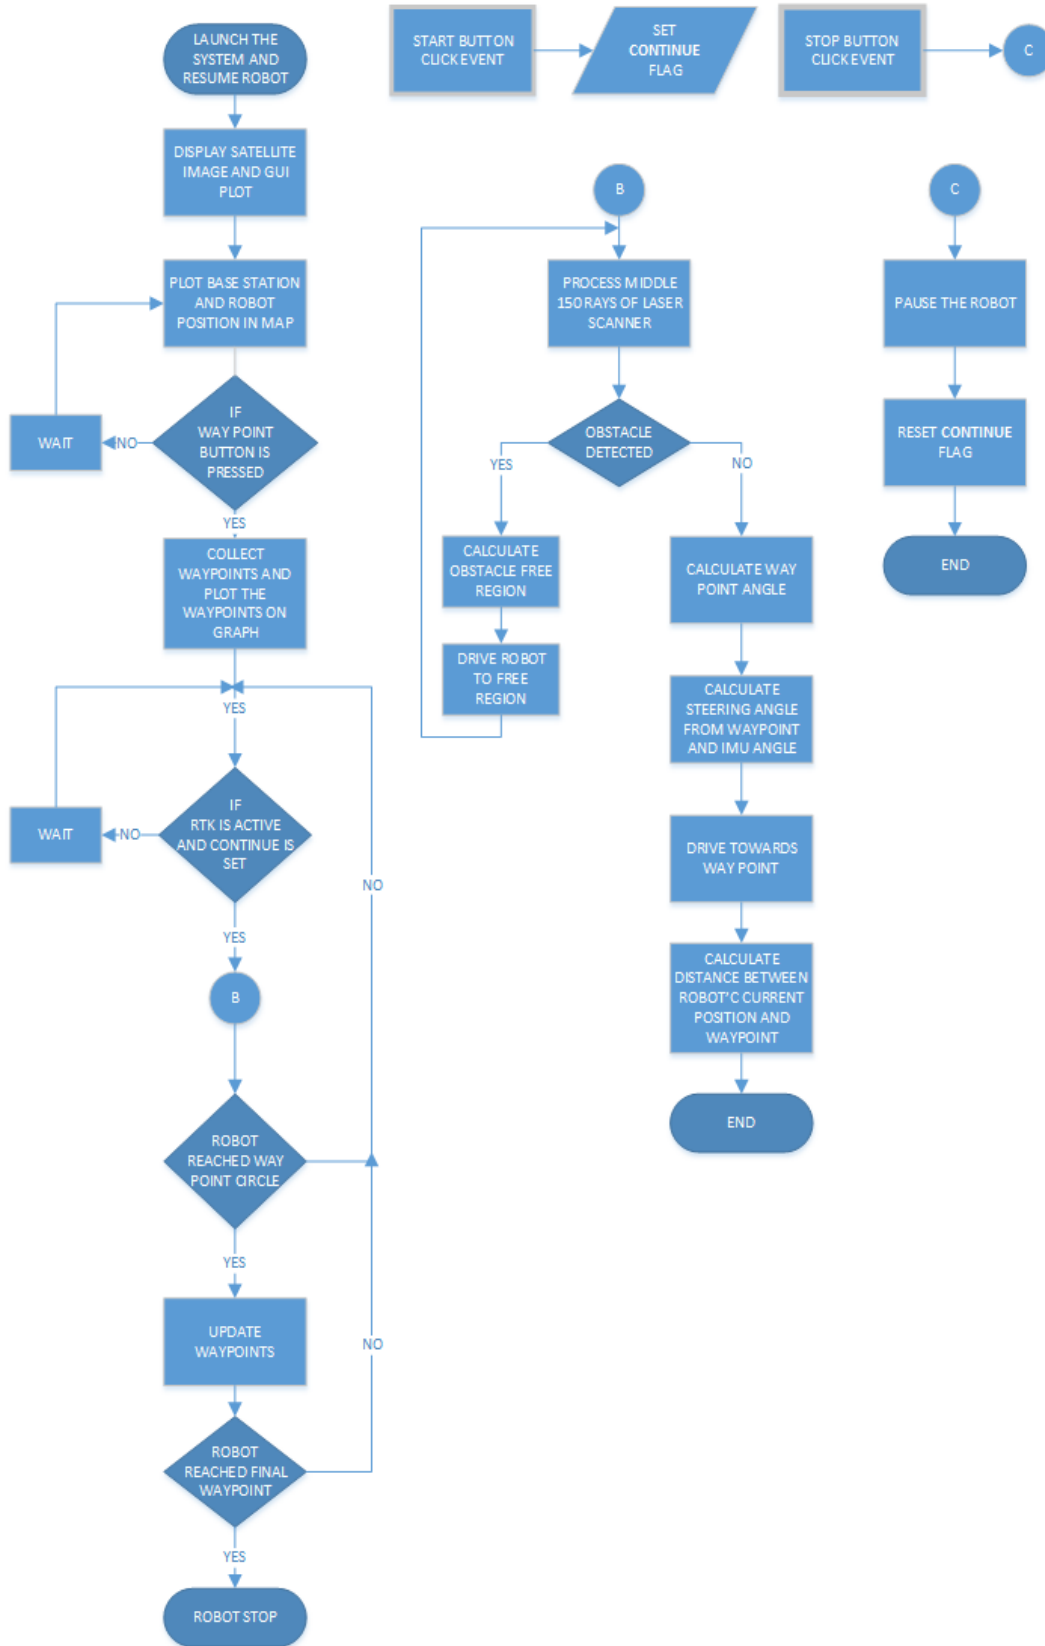 LAUNCH THE
SYSTEM AND
RESUME ROBOT
DISPLAY SATELLITE
IMAGE AND GUI
PLOT
PLOT BASE STATION
AND ROBOT
POSITION IN MAP
IF
WAY POINT
BUTTON IS
PRESSED
NO
WAIT
YES
COLLECT
WAYPOINTS AND
PLOT THE
WAYPOINTS ON
GRAPH
YES
IF
RTK IS ACTIVE
AND CONTINUE IS
SET
NO
WAIT
YES
B
ROBOT
REACHED WAY
POINT CIRCLE
NO
YES
UPDATE
WAYPOINTS
ROBOT
REACHED FINAL
WAYPOINT
NO
YES
ROBOT STOP
START BUTTON
CLICK EVENT
SET
CONTINUE
FLAG
STOP BUTTON
CLICK EVENT
C
B
PROCESS MIDDLE
150 RAYS OF LASER
SCANNER
OBSTACLE
DETECTED
YES
CALCULATE
OBSTACLE FREE
REGION
DRIVE ROBOT
TO FREE
REGION
NO
CALCULATE WAY
POINT ANGLE
CALCULATE
STEERING ANGLE
FROM WAYPOINT
AND IMU ANGLE
DRIVE TOWARDS
WAY POINT
CALCULATE
DISTANCE BETWEEN
ROBOT'C CURRENT
POSITION AND
WAYPOINT
END
C
PAUSE THE ROBOT
RESET CONTINUE
FLAG
END